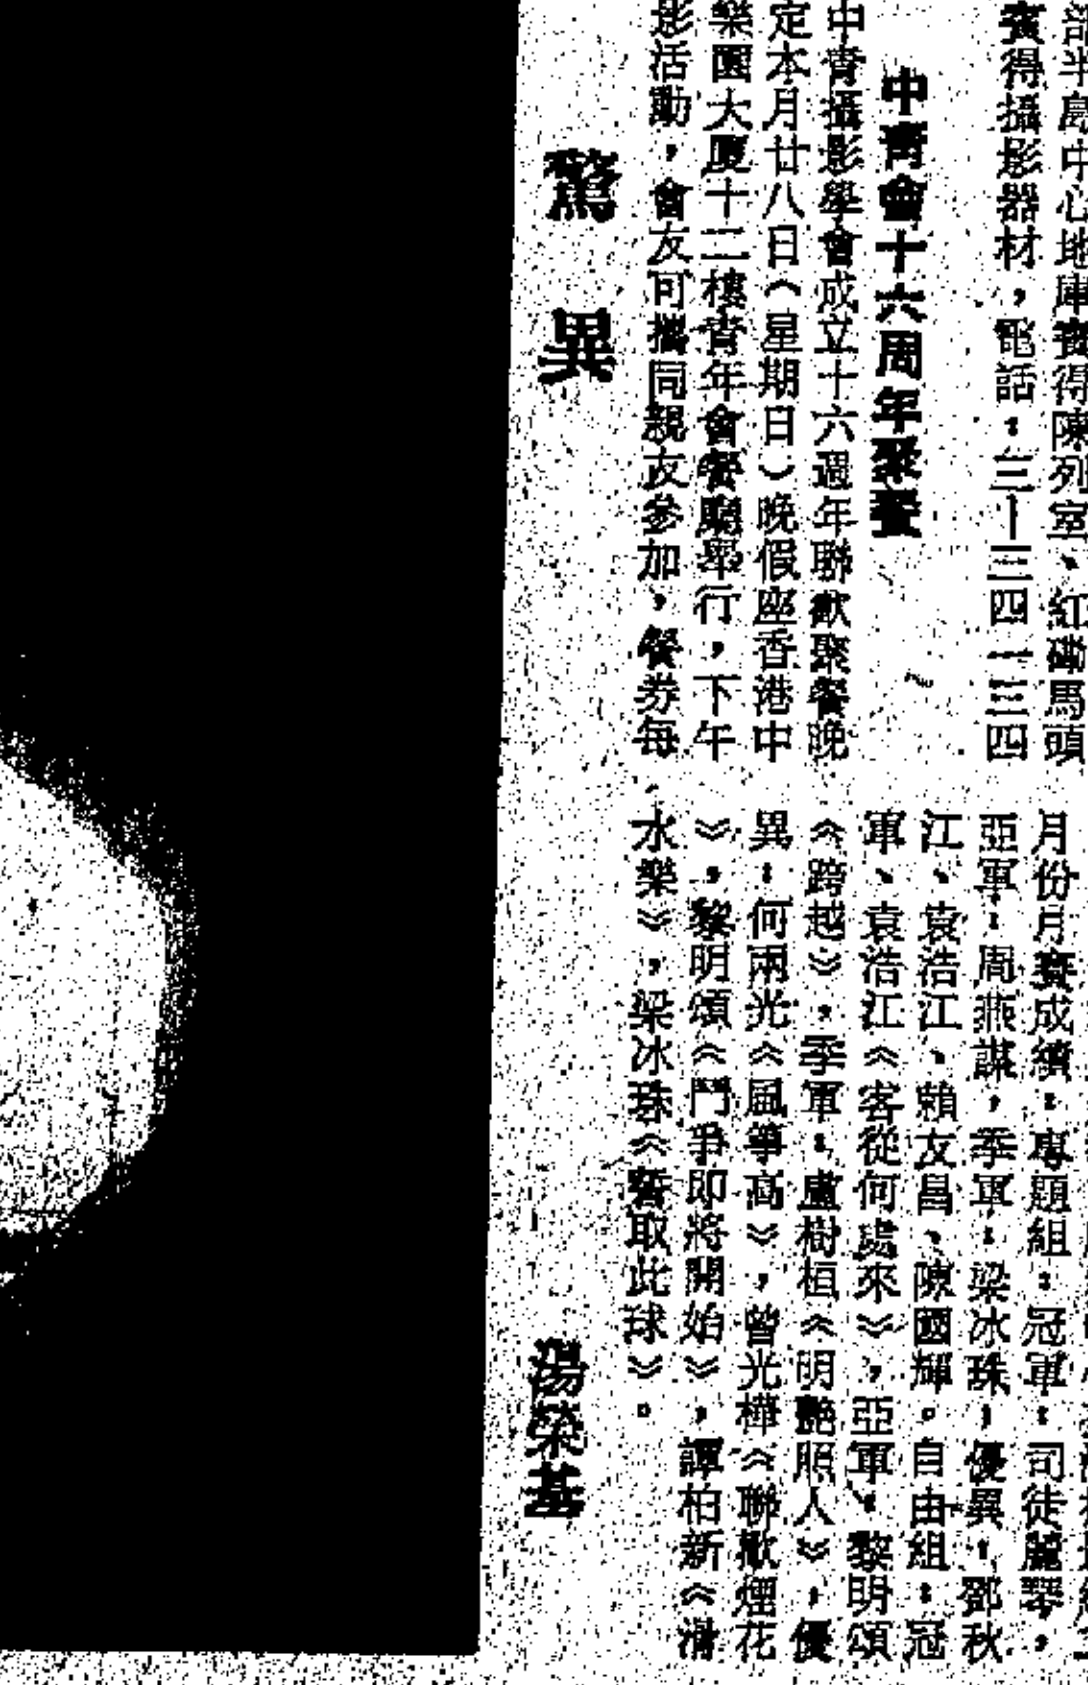 部半島中心地庫賓得陳列室、紅磡馬頭
賓得攝影器材，電話：三—三四一三四
中青會十六周年聚餐
中青攝影學會成立十六週年聯歡聚餐晚
定本月廿八日（星期日）晚假座香港中
樂園大厦十二樓青年會餐廳舉行，下午
影活動，會友可攜同親友參加，餐券每
月份月賽成績：專題組：冠軍：司徒麗琴，
亞軍：周燕謀，季軍：梁冰珠，優異：鄧秋
江、袁浩江、賴友昌、陳國輝。自由組：冠
軍、袁浩江《客從何處來》，亞軍、黎明頌
《跨越》，季軍：盧樹桓《明艷照人》，優
異：何兩光《風箏高》，曾光樺《聯歡煙花
》，黎明頌《鬥爭即將開始》，譚柏新《滑
水樂》，梁冰珠《誓取此球》。
驚異
湯榮基